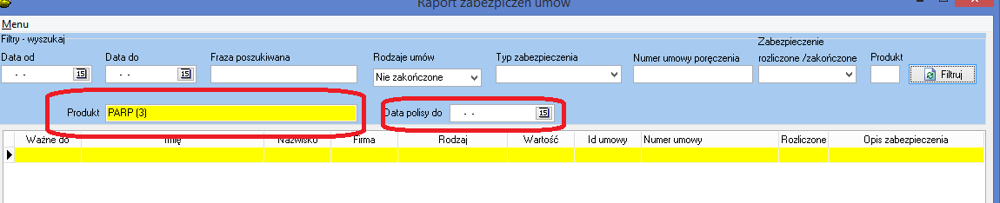 Raport zabezpiczeń umów
Menu
Filtry - wyszukaj
Zabezpieczenie
Data od Data do Fraza poszukiwana Rodzaje umów Typ zabezpieczenia Numer umowy poręczenia rozliczone /zakończone Produkt
- - 15 - - 15 Nie zakończone Filtruj
Produkt PARP (3) Data polisy do - - 15
Ważne do Imię Nazwisko Firma Rodzaj Wartość Id umowy Numer umowy Rozliczone Opis zabezpieczenia